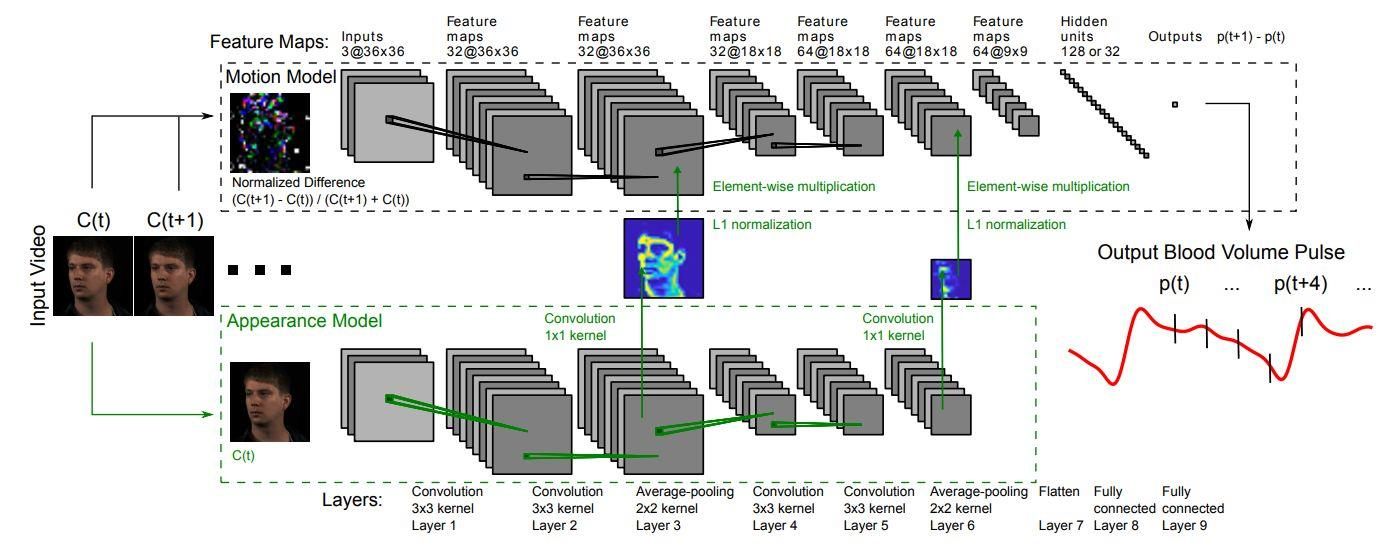 Feature Maps:
Inputs
3@36x36
Feature
maps
32@36x36
Feature
maps
32@36x36
Feature
maps
32@18x18
Feature
maps
64@18x18
Feature
maps
64@18x18
Feature
maps
64@9x9
Hidden
units
128 or 32
Outputs
p(t+1) - p(t)
Motion Model
Normalized Difference
(C(t+1) - C(t)) / (C(t+1) + C(t))
Element-wise multiplication
L1 normalization
Element-wise multiplication
L1 normalization
Input Video
C(t)
C(t+1)
Output Blood Volume Pulse
p(t)
...
p(t+4)
...
Appearance Model
Convolution
1x1 kernel
Convolution
1x1 kernel
C(t)
Layers:
Convolution
3x3 kernel
Layer 1
Convolution
3x3 kernel
Layer 2
Average-pooling
2x2 kernel
Layer 3
Convolution
3x3 kernel
Layer 4
Convolution
3x3 kernel
Layer 5
Average-pooling
2x2 kernel
Layer 6
Flatten
Layer 7
Fully
connected
Layer 8
Fully
connected
Layer 9